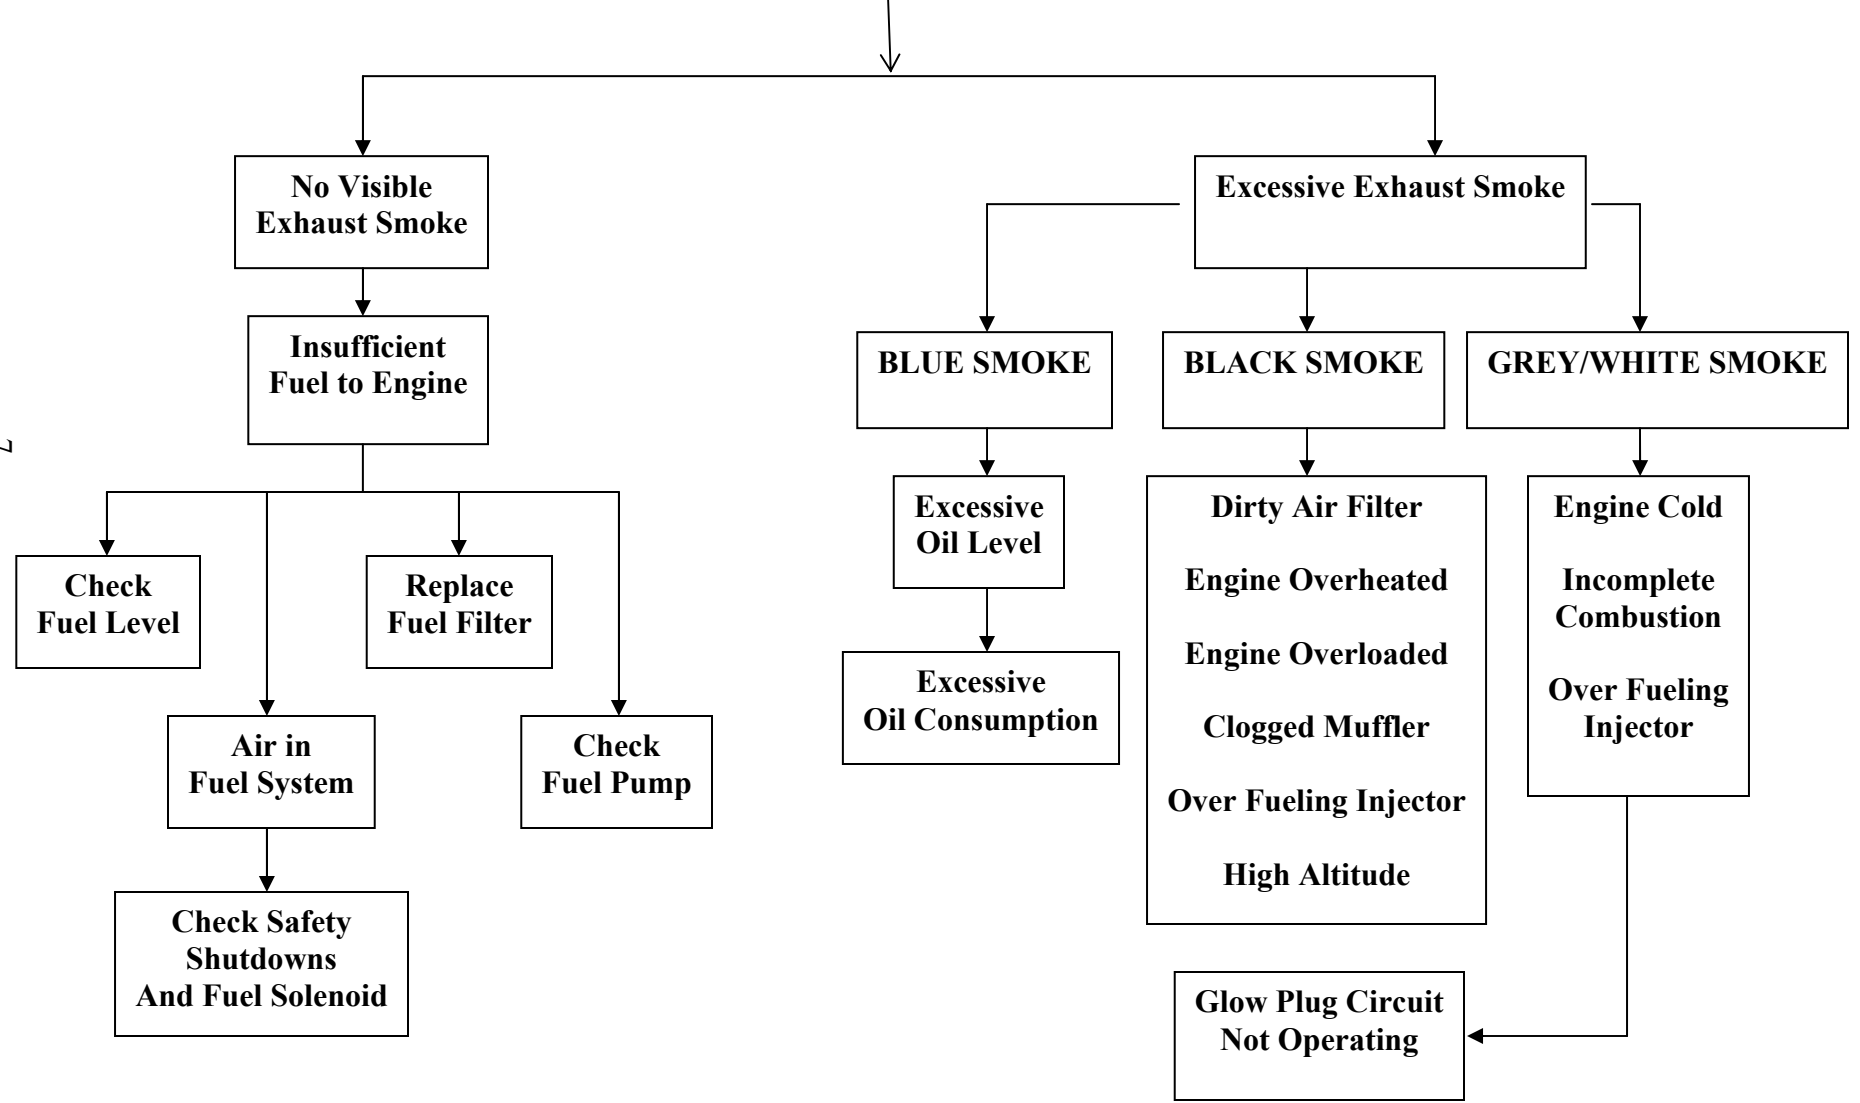 No Visible
Exhaust Smoke
Excessive Exhaust Smoke
Insufficient
Fuel to Engine
BLUE SMOKE
BLACK SMOKE
GREY/WHITE SMOKE
Check
Fuel Level
Replace
Fuel Filter
Air in
Fuel System
Check
Fuel Pump
Check Safety
Shutdowns
And Fuel Solenoid
Excessive
Oil Level
Excessive
Oil Consumption
Dirty Air Filter
Engine Overheated
Engine Overloaded
Clogged Muffler
Over Fueling Injector
High Altitude
Engine Cold
Incomplete
Combustion
Over Fueling
Injector
Glow Plug Circuit
Not Operating